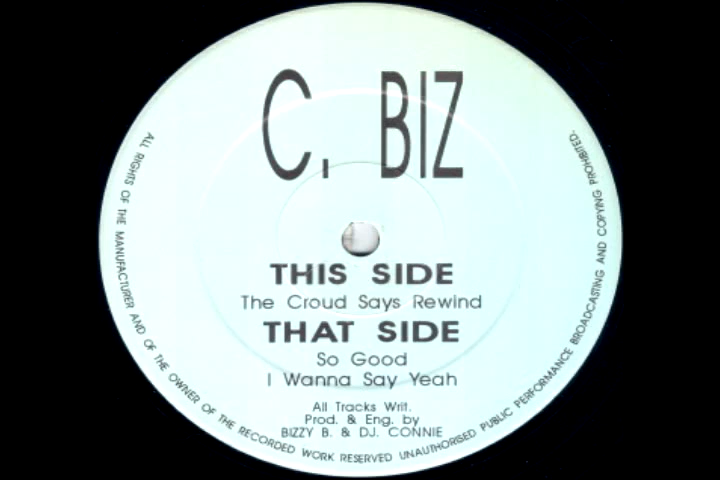 C. BIZ
THIS SIDE
The Croud Says Rewind
THAT SIDE
So Good
I Wanna Say Yeah
All Tracks Writ.
Prod. & Eng. by
BIZZY B. & DJ. CONNIE
ALL RIGHTS OF THE MANUFACTURER AND OF THE OWNER OF THE RECORDED WORK RESERVED UNAUTHORISED PUBLIC PERFORMANCE BROADCASTING AND COPYING PROHIBITED.